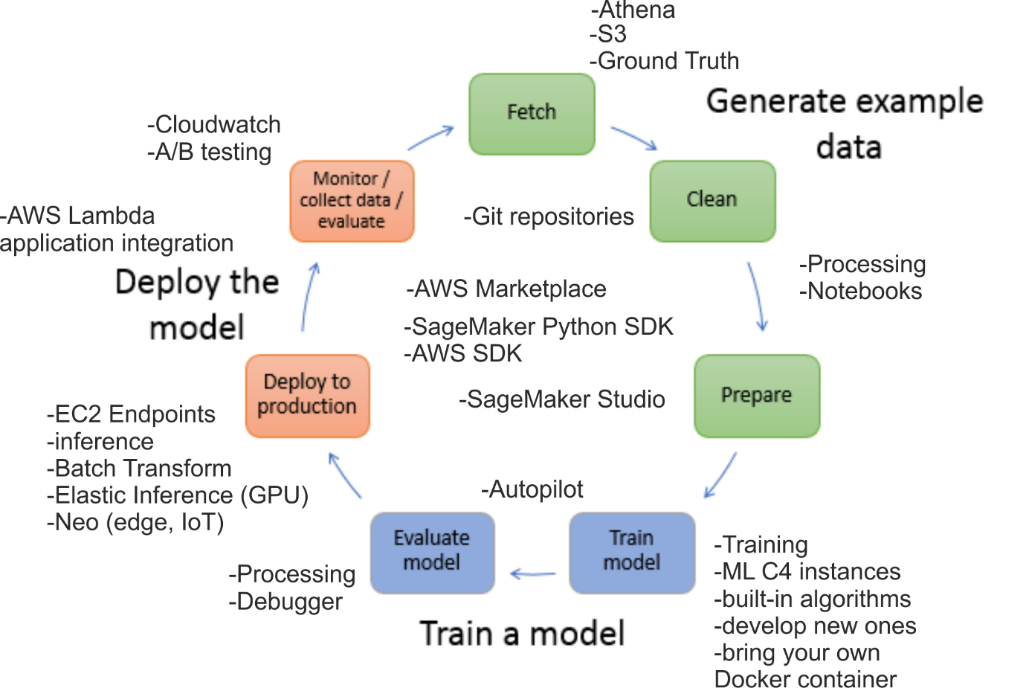 -Athena
-S3
-Ground Truth
Fetch
Generate example
data
-Cloudwatch
-A/B testing
Monitor /
collect data /
evaluate
Clean
-Git repositories
-AWS Lambda
application integration
-Processing
-Notebooks
Deploy the
model
-AWS Marketplace
-SageMaker Python SDK
-AWS SDK
Deploy to
production
-SageMaker Studio
Prepare
-EC2 Endpoints
-inference
-Batch Transform
-Elastic Inference (GPU)
-Neo (edge, IoT)
-Autopilot
Evaluate
model
Train
model
-Processing
-Debugger
-Training
-ML C4 instances
-built-in algorithms
-develop new ones
-bring your own
Docker container
Train a model